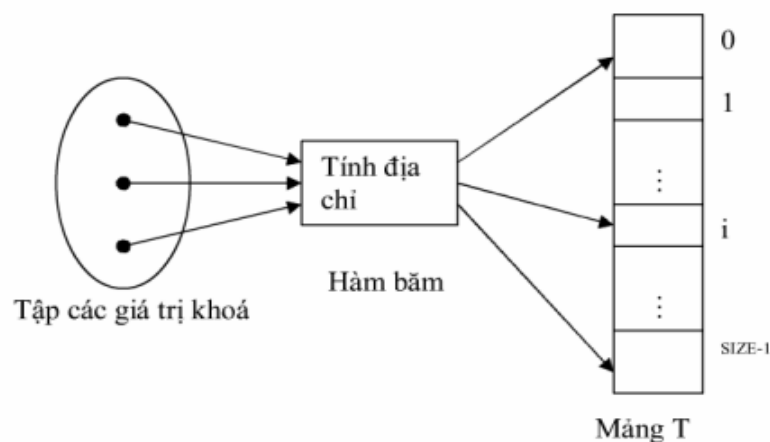 0
1
Tính địa
chỉ
⋮
i
Hàm băm
Tập các giá trị khoá
⋮
SIZE-1
Mảng T